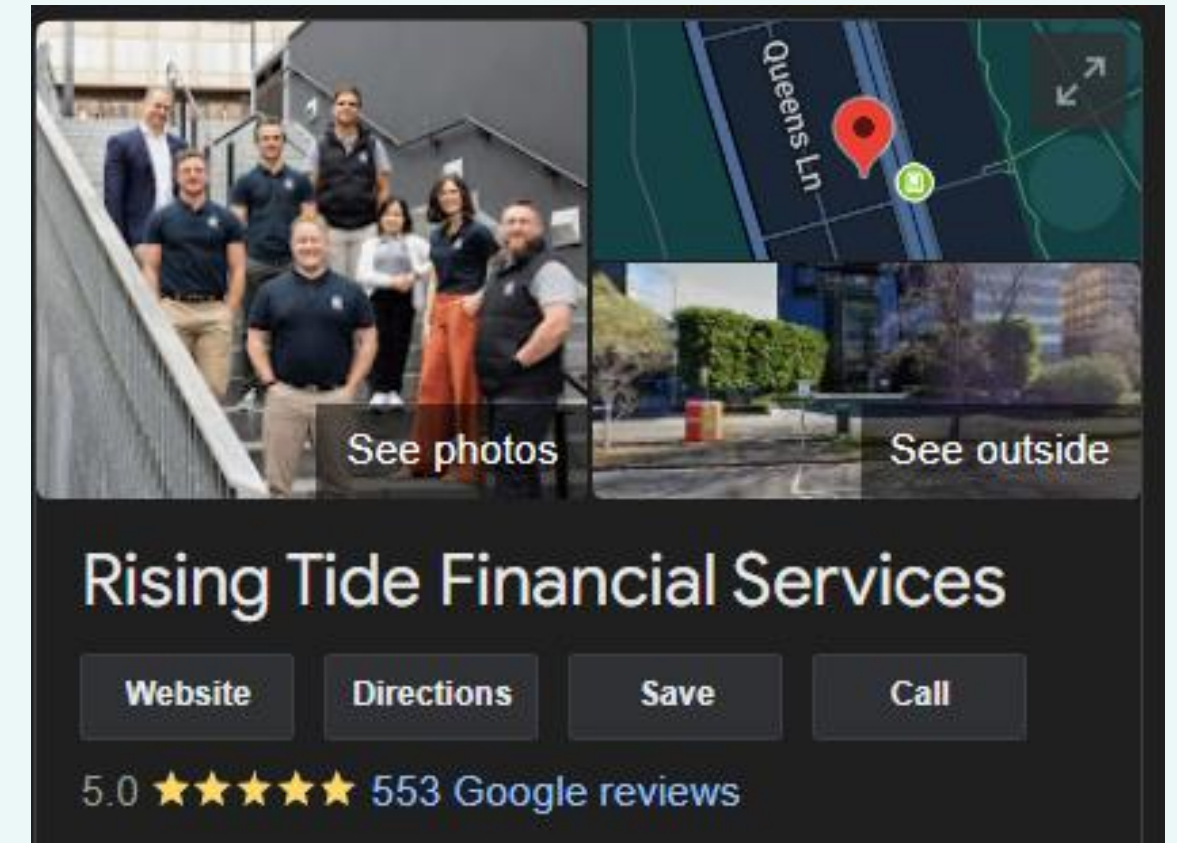 Queens Ln
See photos
See outside
Rising Tide Financial Services
Website
Directions
Save
Call
5.0
553 Google reviews